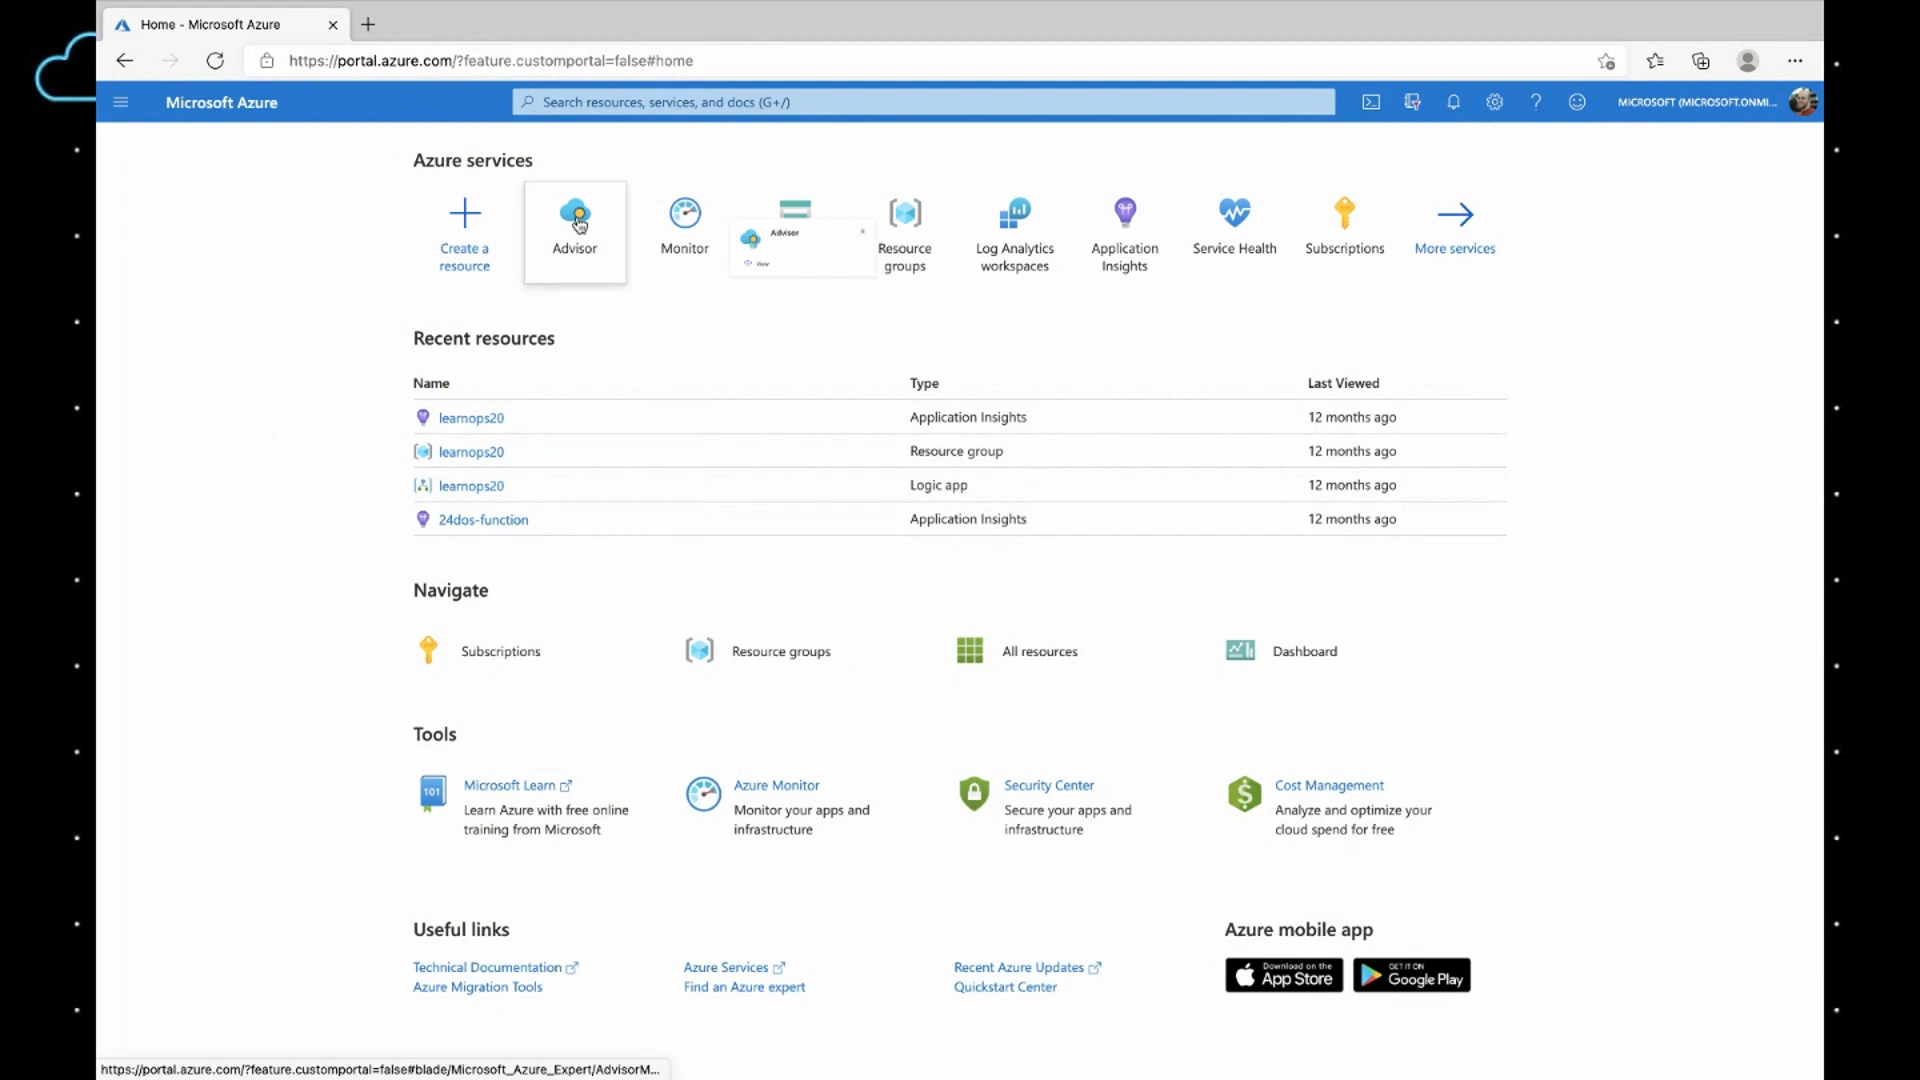 Home - Microsoft Azure
https://portal.azure.com/?feature.customportal=false#home
Microsoft Azure
Search resources, services, and docs (G+/)
MICROSOFT (MICROSOFT.ONMI...
Azure services
Create a
resource
Advisor
Monitor
Advisor
View
Resource
groups
Log Analytics
workspaces
Application
Insights
Service Health
Subscriptions
More services
Recent resources
Name Type Last Viewed
learnops20 Application Insights 12 months ago
learnops20 Resource group 12 months ago
learnops20 Logic app 12 months ago
24dos-function Application Insights 12 months ago
Navigate
Subscriptions
Resource groups
All resources
Dashboard
Tools
101
Microsoft Learn
Learn Azure with free online
training from Microsoft
Azure Monitor
Monitor your apps and
infrastructure
Security Center
Secure your apps and
infrastructure
Cost Management
Analyze and optimize your
cloud spend for free
Useful links
Technical Documentation
Azure Migration Tools
Azure Services
Find an Azure expert
Recent Azure Updates
Quickstart Center
Azure mobile app
Download on the
App Store
GET IT ON
Google Play
https://portal.azure.com/?feature.customportal=false#blade/Microsoft_Azure_Expert/AdvisorM...